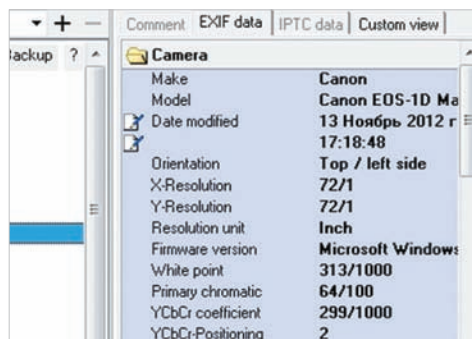 Comment EXIF data IPTC data Custom view
Backup ?
Camera
Make Canon
Model Canon EOS-1D Ma
Date modified 13 Ноябрь 2012 г
17:18:48
Orientation Top / left side
X-Resolution 72/1
Y-Resolution 72/1
Resolution unit Inch
Firmware version Microsoft Windows
White point 313/1000
Primary chromatic 64/100
YCbCr coefficient 299/1000
YCbCr-Positioning 2